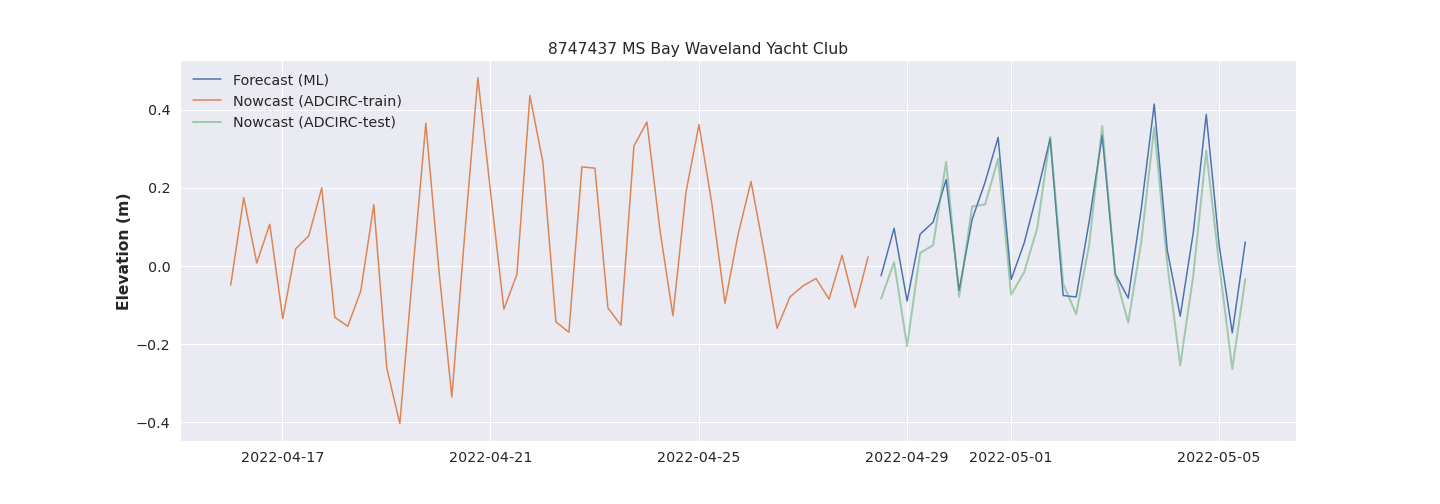 8747437 MS Bay Waveland Yacht Club
Forecast (ML)
Nowcast (ADCIRC-train)
Nowcast (ADCIRC-test)
Elevation (m)
0.4
0.2
0.0
−0.2
−0.4
2022-04-17 2022-04-21 2022-04-25 2022-04-29 2022-05-01 2022-05-05